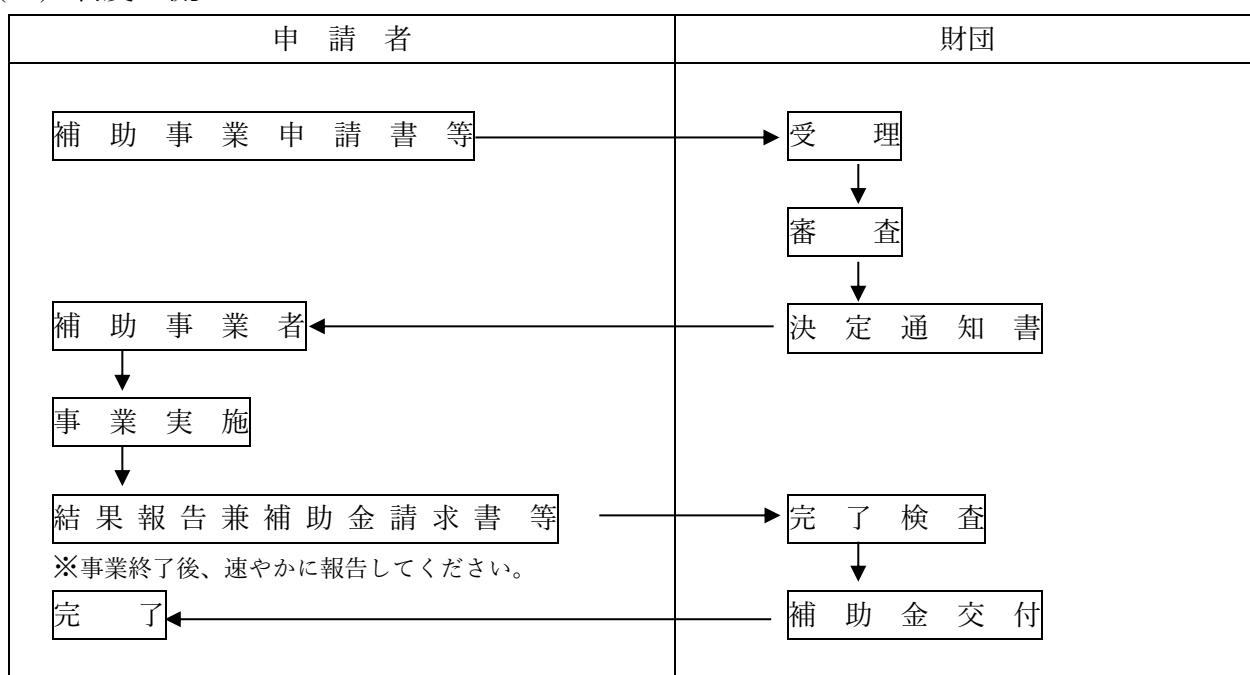 申請者 財団
補助事業申請書等 受理
審査
補助事業者 決定通知書
事業実施
結果報告兼補助金請求書等 完了検査
※事業終了後、速やかに報告してください。
完了 補助金交付